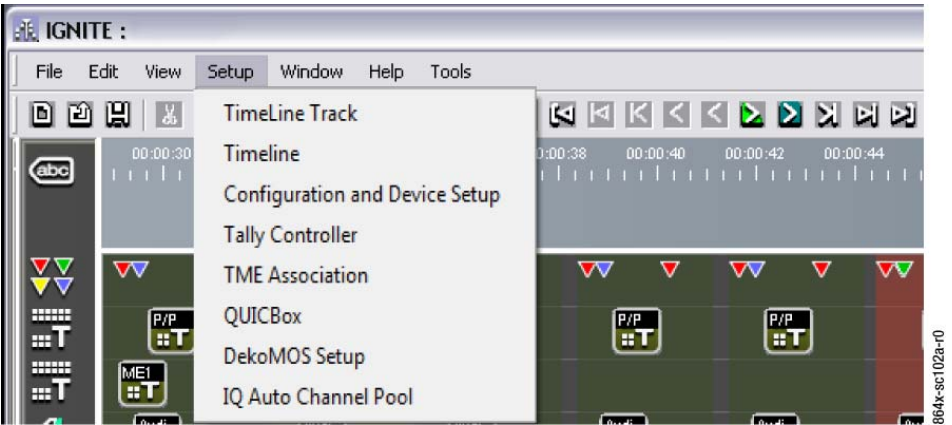 IGNITE :
File Edit View Setup Window Help Tools
TimeLine Track
abc
00:00:30
:00:38 00:00:40 00:00:42 00:00:44
Timeline
Configuration and Device Setup
Tally Controller
TME Association
QUICBox
P/P
T
P/P
T
P/P
T
T
DekoMOS Setup
ME1
T
T
IQ Auto Channel Pool
864x-sc102a-r0